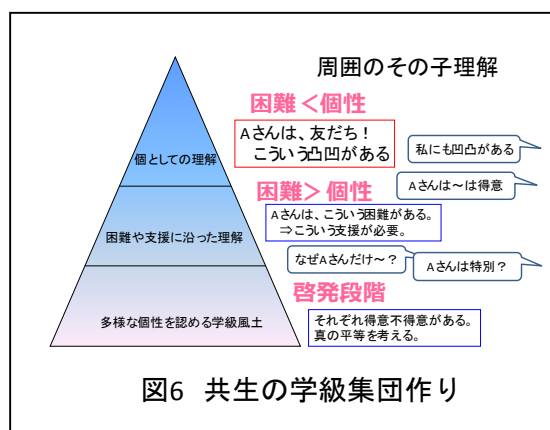 周囲のその子理解
困難<個性
Aさんは、友だち！
こういう凸凹がある
私にも凹凸がある
個としての理解
Aさんは～は得意
困難>個性
Aさんは、こういう困難がある。
⇒こういう支援が必要。
困難や支援に沿った理解
なぜAさんだけ～？
Aさんは特別？
啓発段階
それぞれ得意不得意がある。
真の平等を考える。
多様な個性を認める学級風土
図6 共生の学級集団作り